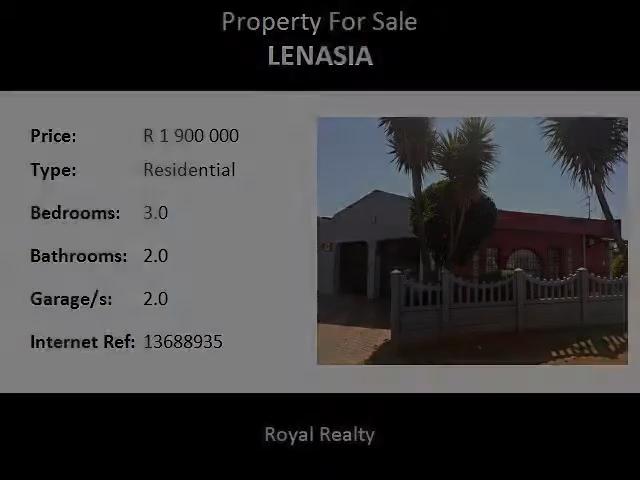 Property For Sale
LENASIA
Price: R 1 900 000
Type: Residential
Bedrooms: 3.0
Bathrooms: 2.0
Garage/s: 2.0
Internet Ref: 13688935
Royal Realty